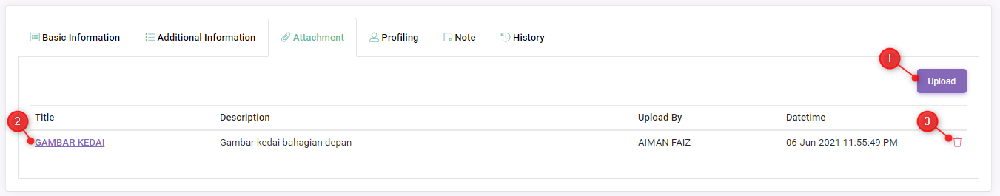 Basic Information Additional Information Attachment Profiling Note History
1
Upload
2 Title Description Upload By Datetime 3
GAMBAR KEDAI Gambar kedai bahagian depan AIMAN FAIZ 06-Jun-2021 11:55:49 PM